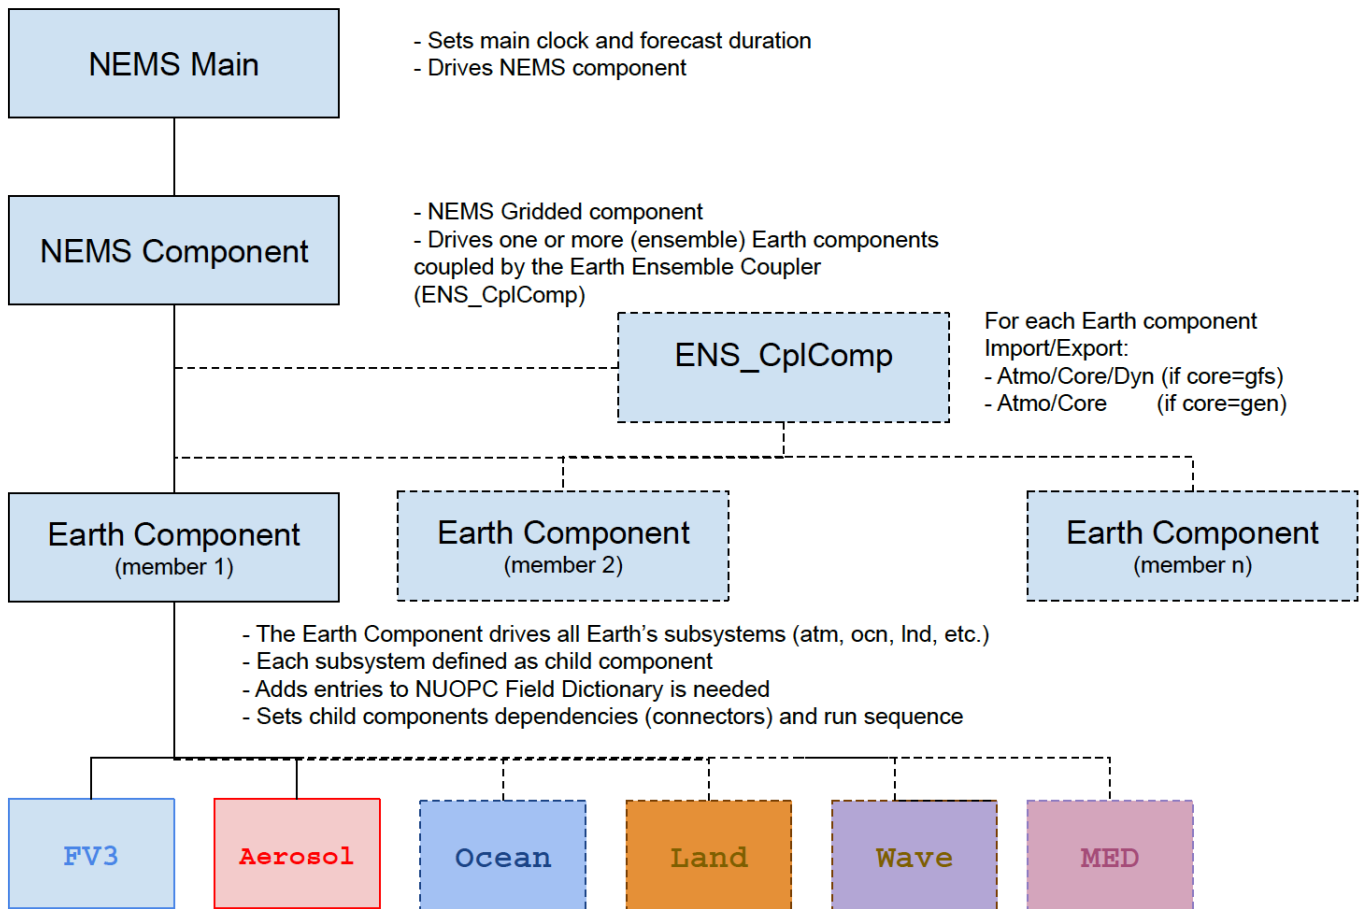 NEMS Main
- Sets main clock and forecast duration
- Drives NEMS component
NEMS Component
- NEMS Gridded component
- Drives one or more (ensemble) Earth components
coupled by the Earth Ensemble Coupler
(ENS_CplComp)
ENS_CplComp
For each Earth component
Import/Export:
- Atmo/Core/Dyn (if core=gfs)
- Atmo/Core (if core=gen)
Earth Component
(member 1)
Earth Component
(member 2)
Earth Component
(member n)
- The Earth Component drives all Earth's subsystems (atm, ocn, lnd, etc.)
- Each subsystem defined as child component
- Adds entries to NUOPC Field Dictionary is needed
- Sets child components dependencies (connectors) and run sequence
FV3
Aerosol
Ocean
Land
Wave
MED